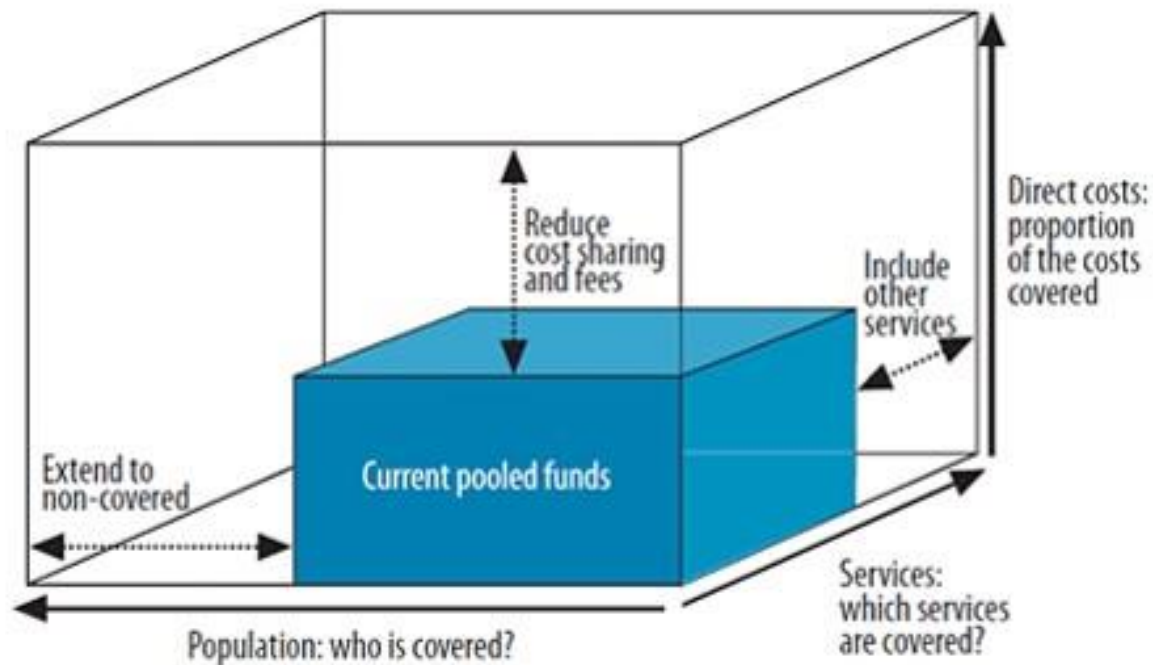 Reduce
cost sharing
and fees
Include
other
services
Direct costs:
proportion
of the costs
covered
Extend to
non-covered
Current pooled funds
Services:
which services
are covered?
Population: who is covered?